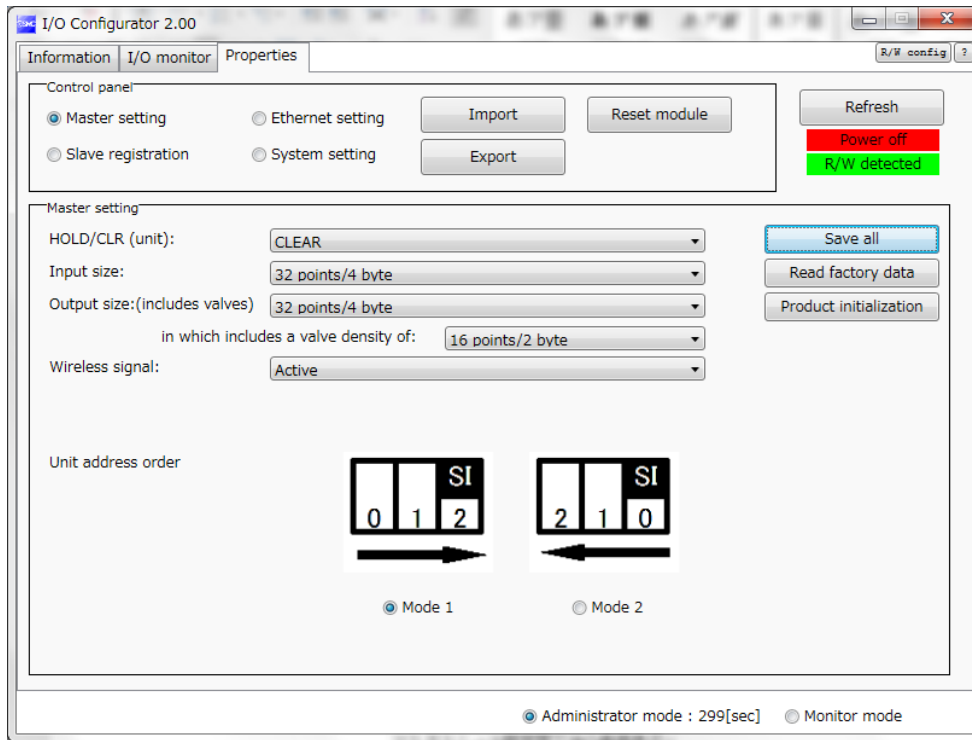 I/O Configurator 2.00
Information I/O monitor Properties R/W config ?
Control panel
Master setting Ethernet setting Import Reset module Refresh
Power off
Slave registration System setting Export R/W detected
Master setting
HOLD/CLR (unit): CLEAR Save all
Input size: 32 points/4 byte Read factory data
Output size:(includes valves) 32 points/4 byte Product initialization
in which includes a valve density of: 16 points/2 byte
Wireless signal: Active
Unit address order
SI SI
0 1 2 2 1 0
Mode 1 Mode 2
Administrator mode : 299[sec] Monitor mode